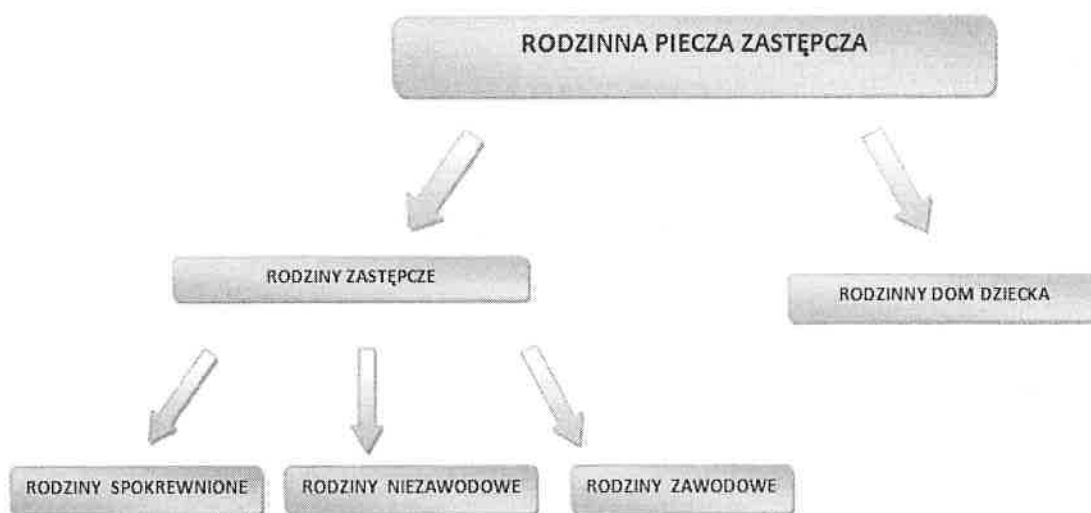 RODZINNA PIECZA ZASTĘPCZA
RODZINY ZASTĘPCZE
RODZINNY DOM DZIECKA
RODZINY SPOKREWNIONE
RODZINY NIEZAWODOWE
RODZINY ZAWODOWE